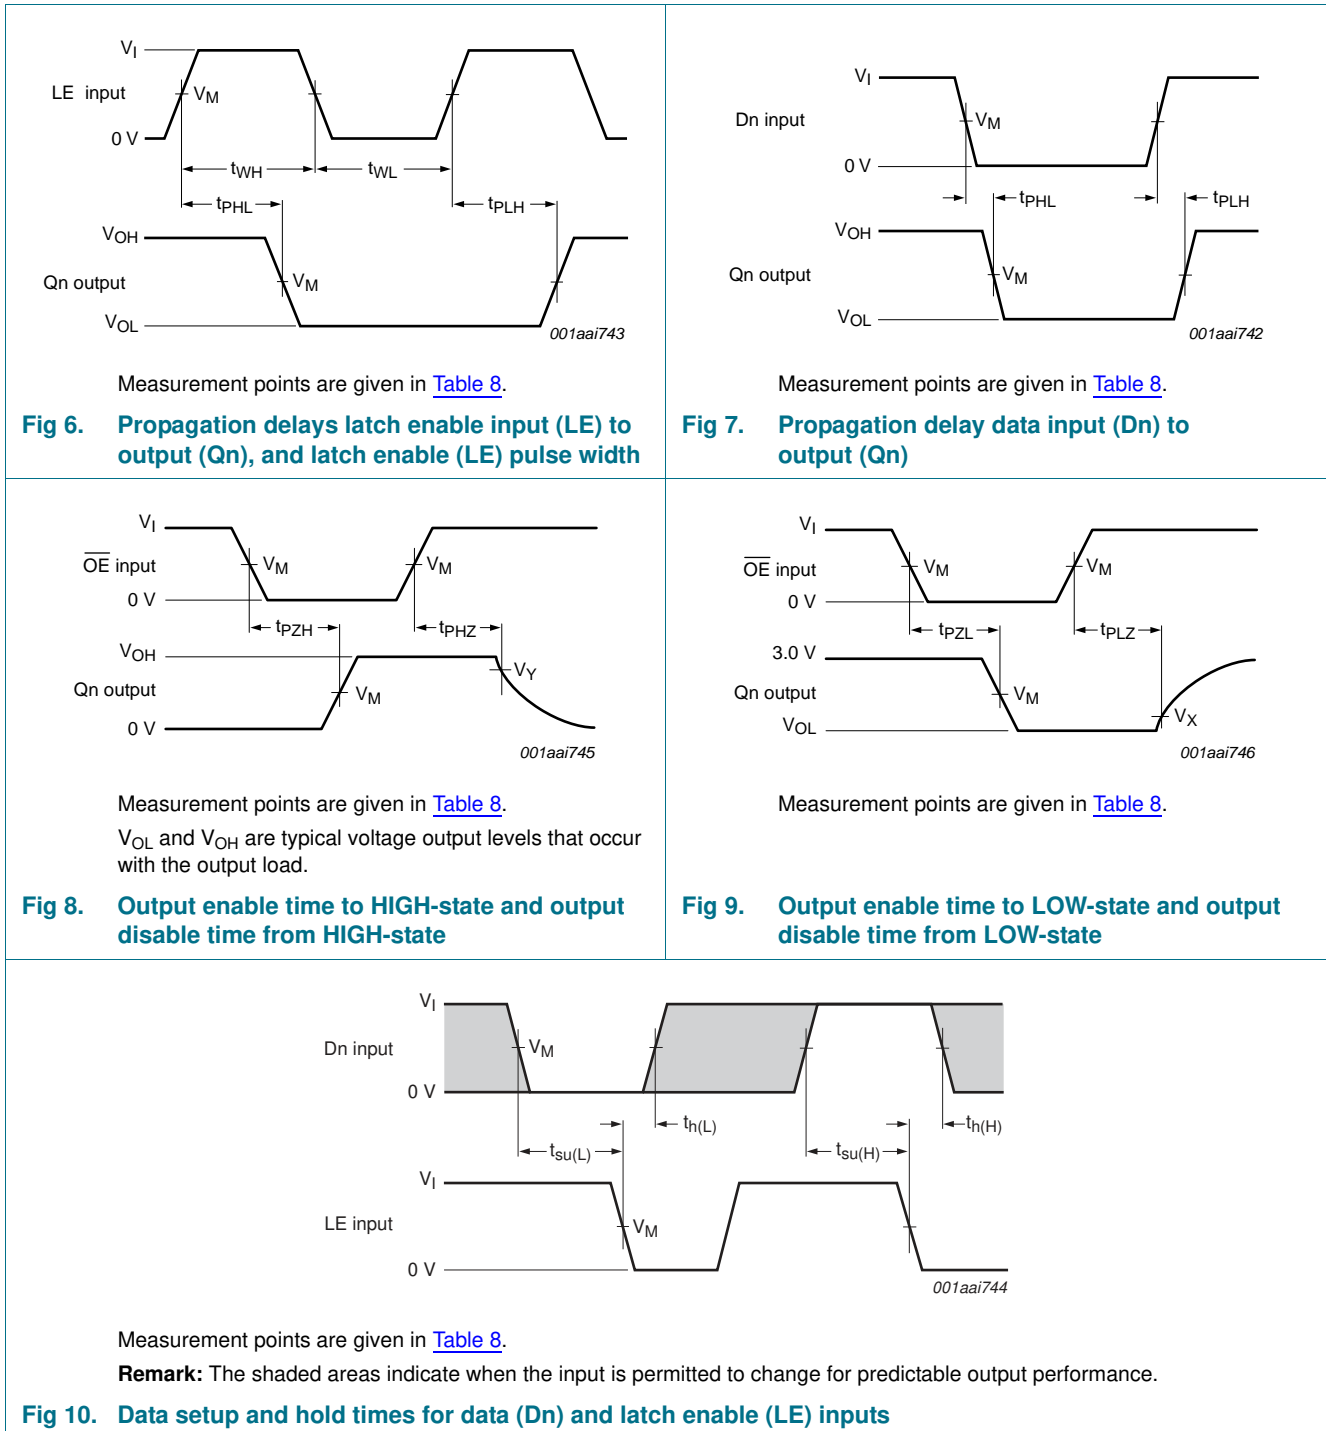 VI
LE input
VM
0 V
tWH
tWL
tPHL
tPLH
VOH
Qn output
VM
VOL
001aai743
Measurement points are given in Table 8.
Fig 6. Propagation delays latch enable input (LE) to
output (Qn), and latch enable (LE) pulse width
VI
Dn input
VM
0 V
tPHL
tPLH
VOH
Qn output
VM
VOL
001aai742
Measurement points are given in Table 8.
Fig 7. Propagation delay data input (Dn) to
output (Qn)
VI
OE input
VM
VM
0 V
tPZH
tPHZ
VOH
VY
Qn output
VM
0 V
001aai745
Measurement points are given in Table 8.
VOL and VOH are typical voltage output levels that occur
with the output load.
Fig 8. Output enable time to HIGH-state and output
disable time from HIGH-state
VI
OE input
VM
VM
0 V
tPZL
tPLZ
3.0 V
Qn output
VM
VX
VOL
001aai746
Measurement points are given in Table 8.
Fig 9. Output enable time to LOW-state and output
disable time from LOW-state
VI
Dn input
VM
0 V
th(L)
th(H)
tsu(L)
tsu(H)
VI
LE input
VM
0 V
001aai744
Measurement points are given in Table 8.
Remark: The shaded areas indicate when the input is permitted to change for predictable output performance.
Fig 10. Data setup and hold times for data (Dn) and latch enable (LE) inputs